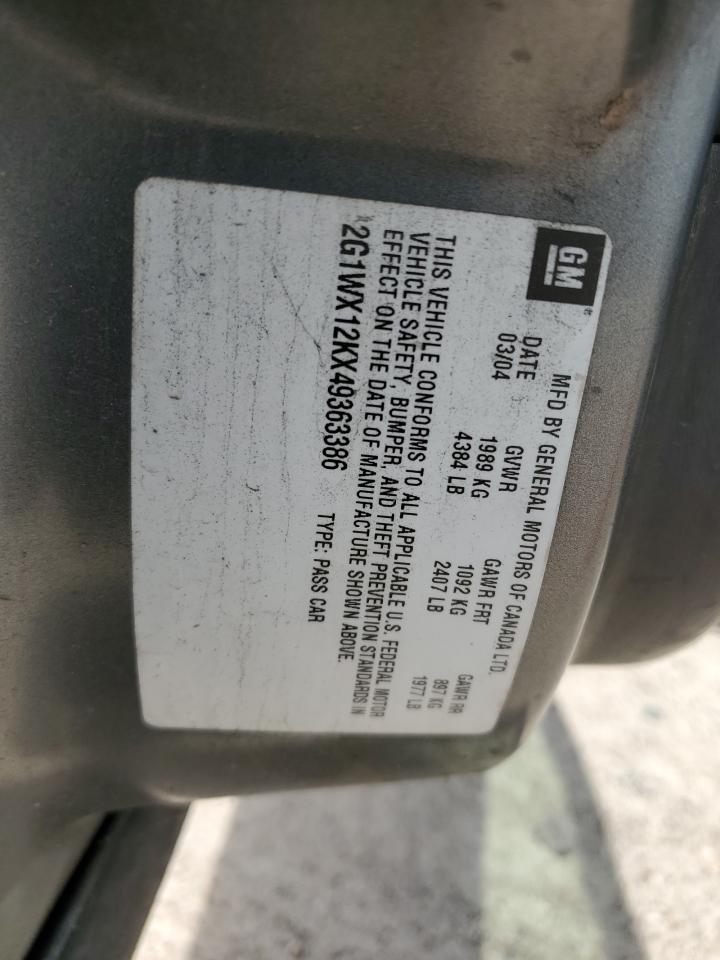 GM
MFD BY GENERAL MOTORS OF CANADA LTD.
DATE GVWR GAWR FRT GAWR RR
03/04 1989 KG 1092 KG 897 KG
4384 LB 2407 LB 1977 LB
THIS VEHICLE CONFORMS TO ALL APPLICABLE U.S. FEDERAL MOTOR
VEHICLE SAFETY, BUMPER, AND THEFT PREVENTION STANDARDS IN
EFFECT ON THE DATE OF MANUFACTURE SHOWN ABOVE.
2G1WX12KX49363386 TYPE: PASS CAR